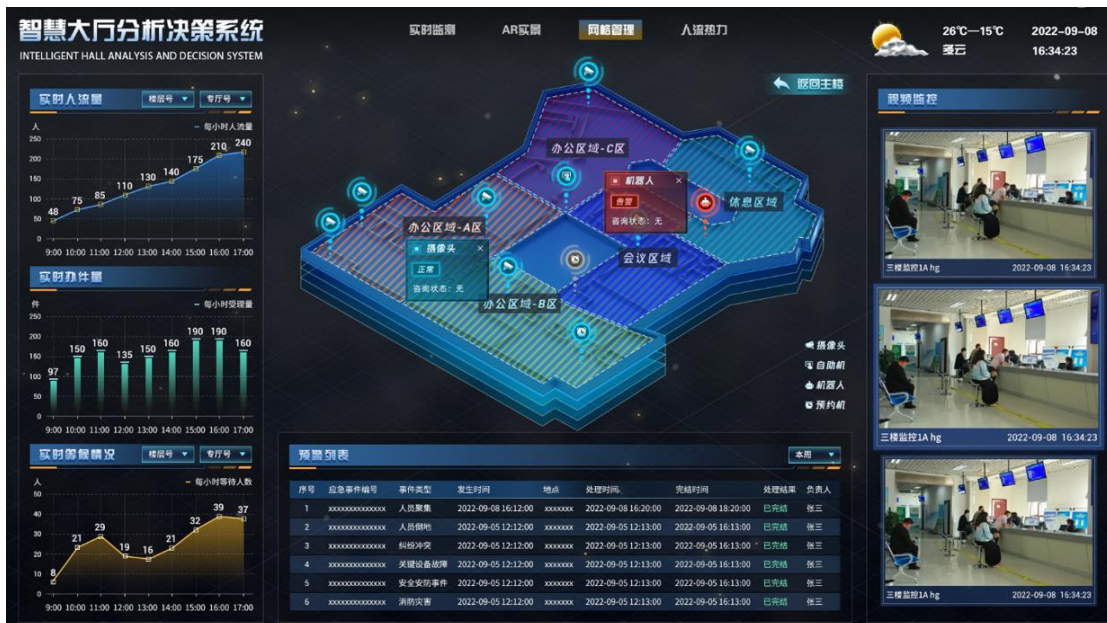 智慧大厅分析决策系统
INTELLIGENT HALL ANALYSIS AND DECISION SYSTEM
实时监测 AR实景 网格管理 人流热力
26℃—15℃ 2022-09-08
多云 16:34:23
实时人流量 楼层号 专厅号
人 每小时人流量
250
200
150
100
50
0
48 75 85 110 130 140 175 210 240
9:00 10:00 11:00 12:00 13:00 14:00 15:00 16:00 17:00
实时办件量
件 每小时受理量
250
200
150
100
50
0
97 150 160 135 150 160 190 190 160
9:00 10:00 11:00 12:00 13:00 14:00 15:00 16:00 17:00
实时等候情况 楼层号 专厅号
人 每小时等待人数
50
40
30
20
10
0
8 21 29 19 16 21 32 39 37
9:00 10:00 11:00 12:00 13:00 14:00 15:00 16:00 17:00
返回主楼
办公区域-C区
机器人 ×
告警
咨询状态：无
休息区域
办公区域-A区
摄像头 ×
正常
咨询状态：无
会议区域
办公区域-B区
摄像头
自助机
机器人
预约机
预警列表 本周
序号 应急事件编号 事件类型 发生时间 地点 处理时间 完结时间 处理结果 负责人
1 xxxxxxxxxxxxxx 人员聚集 2022-09-08 16:12:00 xxxxxxx 2022-09-08 16:20:00 2022-09-08 18:20:00 已完结 张三
2 xxxxxxxxxxxxxx 人员倒地 2022-09-05 12:12:00 xxxxxxx 2022-09-05 12:13:00 2022-09-05 16:13:00 已完结 张三
3 xxxxxxxxxxxxxx 纠纷冲突 2022-09-05 12:12:00 xxxxxxx 2022-09-05 12:13:00 2022-09-05 16:13:00 已完结 张三
4 xxxxxxxxxxxxxx 关键设备故障 2022-09-05 12:12:00 xxxxxxx 2022-09-05 12:13:00 2022-09-05 16:13:00 已完结 张三
5 xxxxxxxxxxxxxx 安全安防事件 2022-09-05 12:12:00 xxxxxxx 2022-09-05 12:13:00 2022-09-05 16:13:00 已完结 张三
6 xxxxxxxxxxxxxx 消防灾害 2022-09-05 12:12:00 xxxxxxx 2022-09-05 12:13:00 2022-09-05 16:13:00 已完结 张三
视频监控
三楼监控1A hg 2022-09-08 16:34:23
三楼监控1A hg 2022-09-08 16:34:23
三楼监控1A hg 2022-09-08 16:34:23